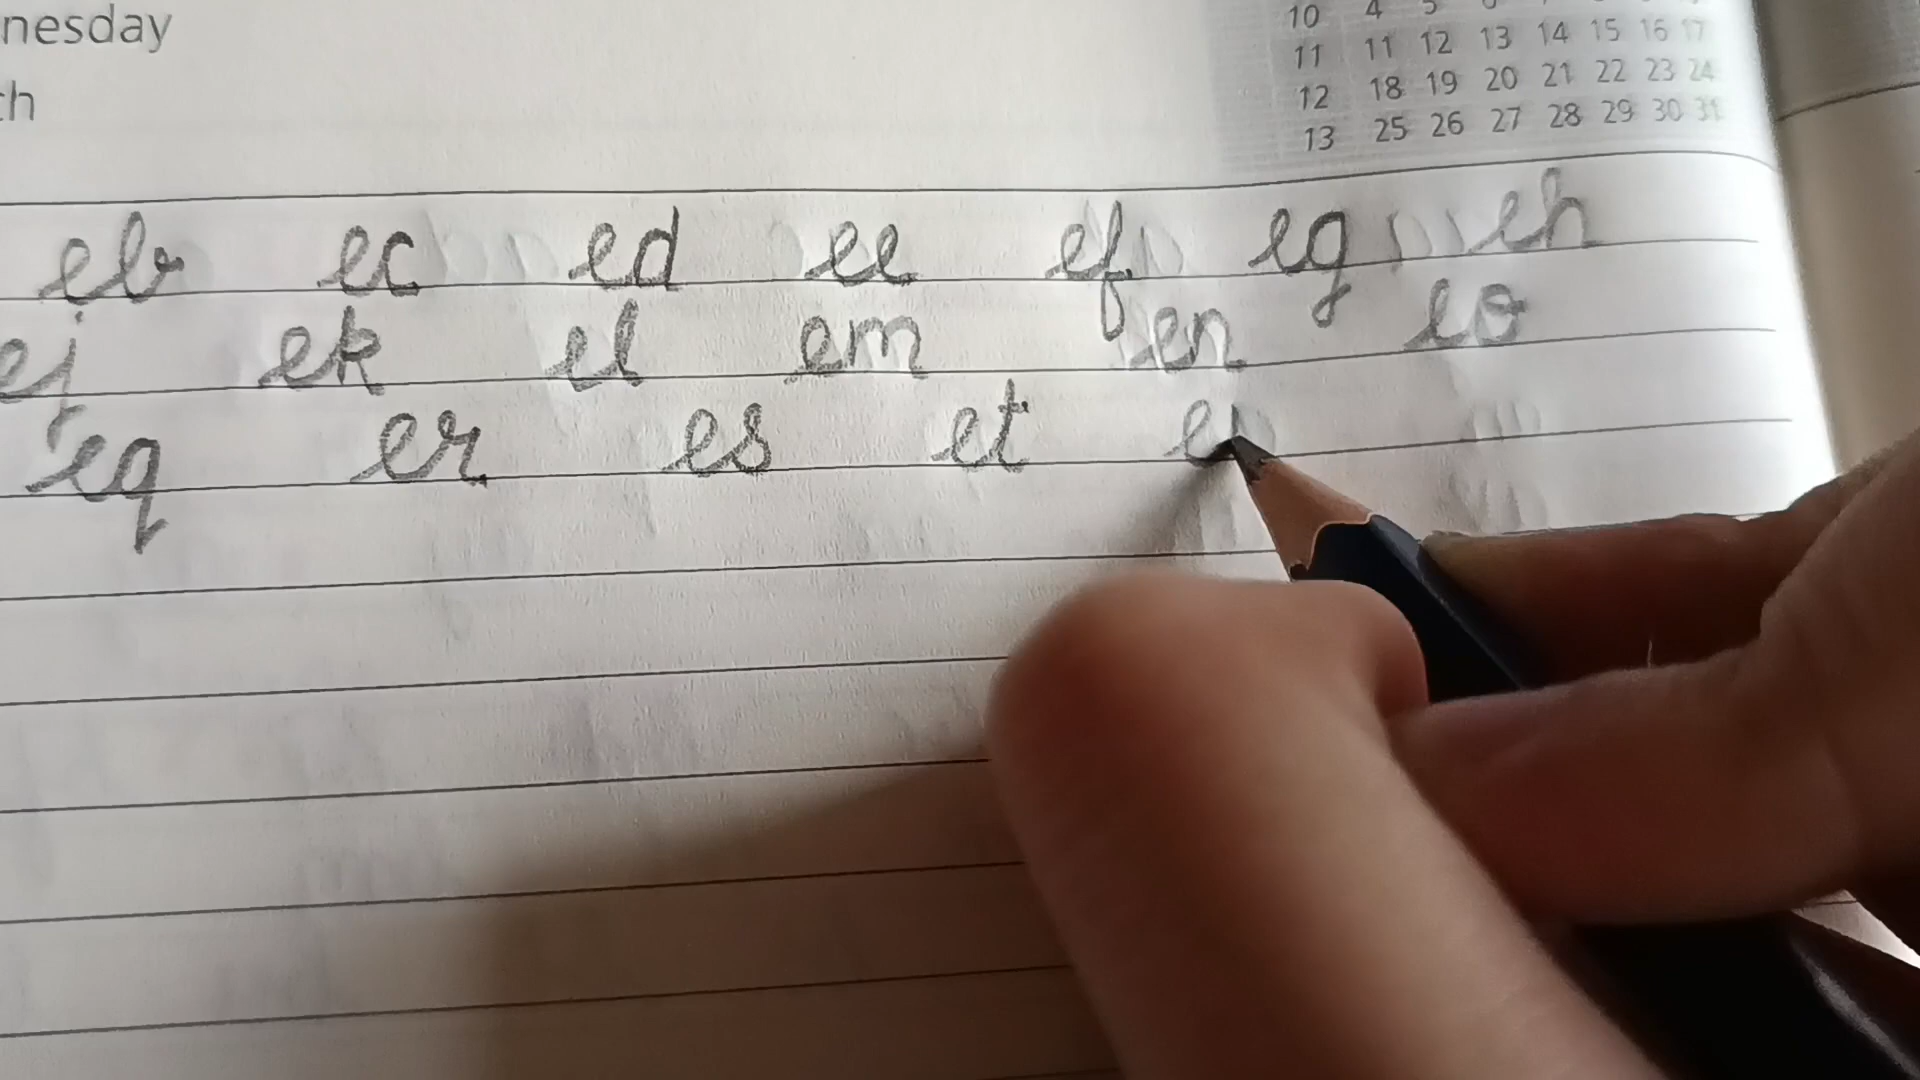 nesday
th
10 4 5 6
11 11 12 13 14 15 16 17
12 18 19 20 21 22 23 24
13 25 26 27 28 29 30 31
eb ec ed ee ef eg eh
ej ek el em en eo
eq er es et